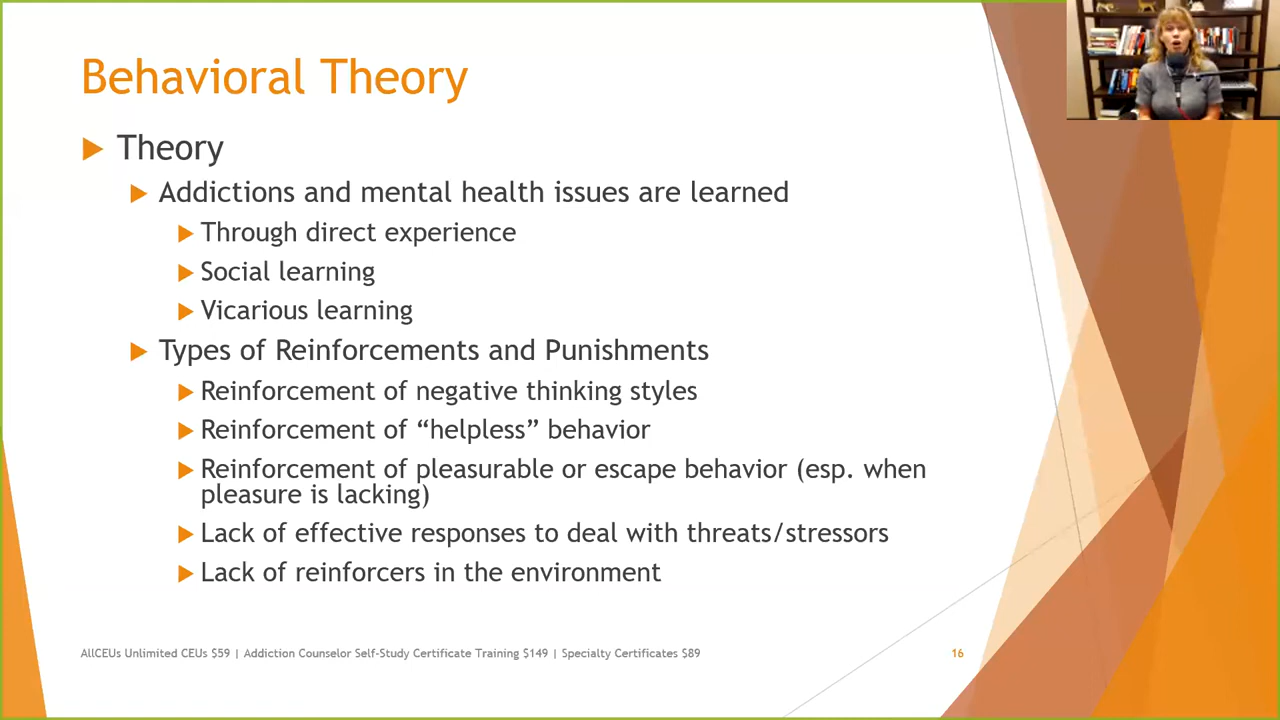 Behavioral Theory
Theory
Addictions and mental health issues are learned
Through direct experience
Social learning
Vicarious learning
Types of Reinforcements and Punishments
Reinforcement of negative thinking styles
Reinforcement of “helpless” behavior
Reinforcement of pleasurable or escape behavior (esp. when
pleasure is lacking)
Lack of effective responses to deal with threats/stressors
Lack of reinforcers in the environment
AllCEUs Unlimited CEUs $59 | Addiction Counselor Self-Study Certificate Training $149 | Specialty Certificates $89
16